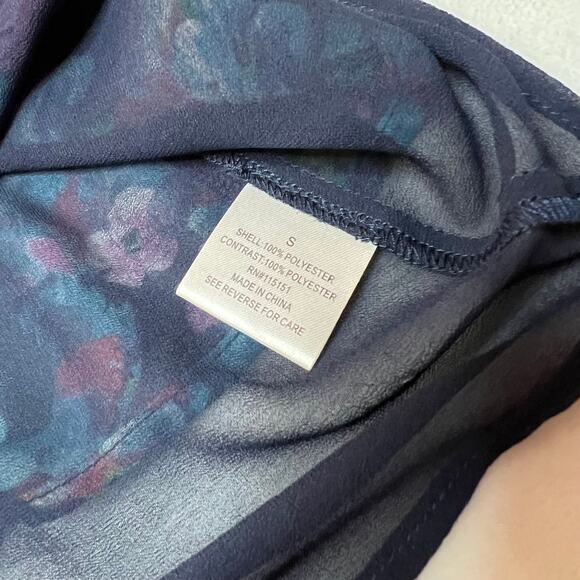 S
SHELL:100% POLYESTER
CONTRAST:100% POLYESTER
RN#115151
MADE IN CHINA
SEE REVERSE FOR CARE